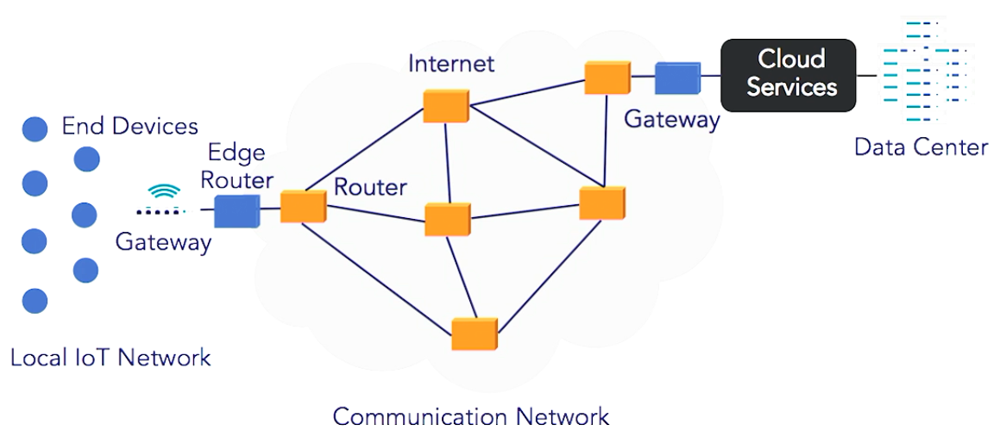 Internet
Cloud
Services
Gateway
Data Center
End Devices
Edge
Router
Router
Gateway
Local IoT Network
Communication Network